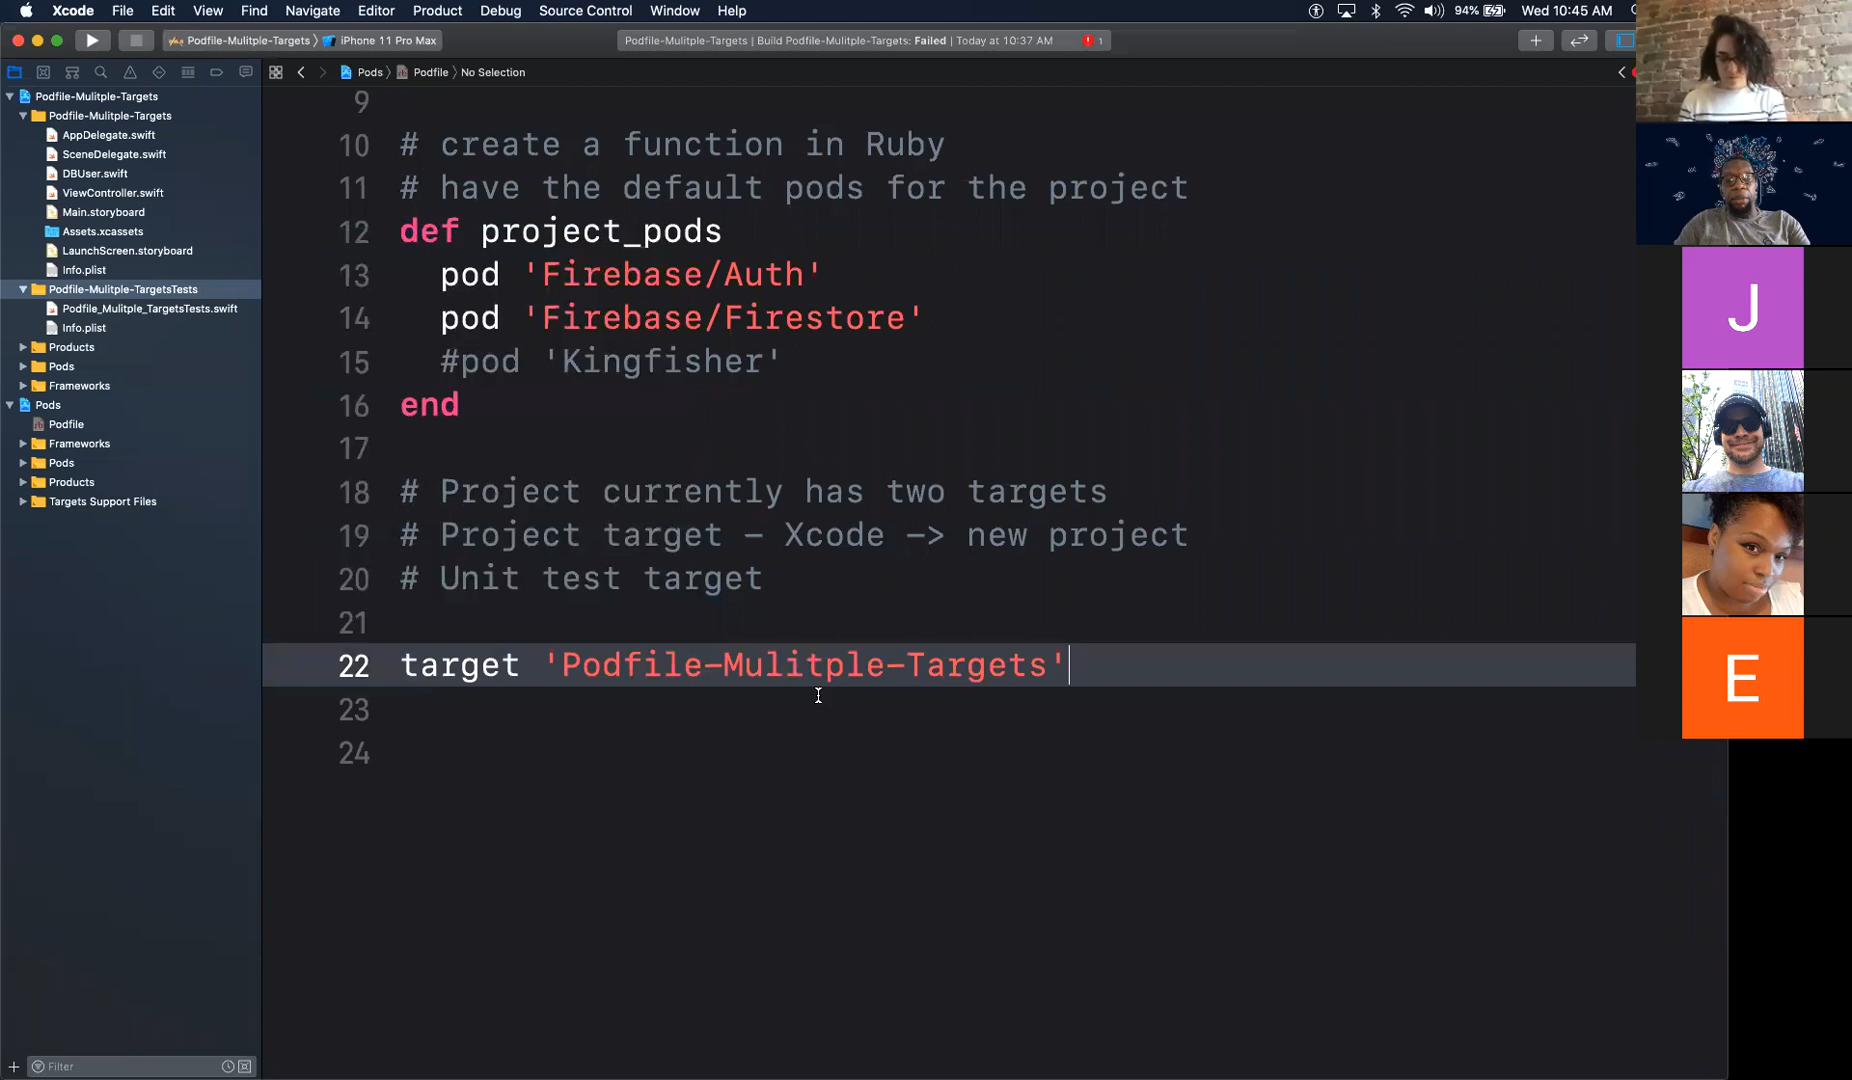 Xcode File Edit View Find Navigate Editor Product Debug Source Control Window Help 94% Wed 10:45 AM
Podfile-Mulitple-Targets iPhone 11 Pro Max Podfile-Mulitple-Targets | Build Podfile-Mulitple-Targets: Failed | Today at 10:37 AM 1
Pods Podfile No Selection
Podfile-Mulitple-Targets
Podfile-Mulitple-Targets
AppDelegate.swift
SceneDelegate.swift
DBUser.swift
ViewController.swift
Main.storyboard
Assets.xcassets
LaunchScreen.storyboard
Info.plist
Podfile-Mulitple-TargetsTests
Podfile_Mulitple_TargetsTests.swift
Info.plist
Products
Pods
Frameworks
Pods
Podfile
Frameworks
Pods
Products
Targets Support Files
Filter
9
10 # create a function in Ruby
11 # have the default pods for the project
12 def project_pods
13 pod 'Firebase/Auth'
14 pod 'Firebase/Firestore'
15 #pod 'Kingfisher'
16 end
17
18 # Project currently has two targets
19 # Project target – Xcode —> new project
20 # Unit test target
21
22 target 'Podfile-Mulitple-Targets'
23
24
J
E